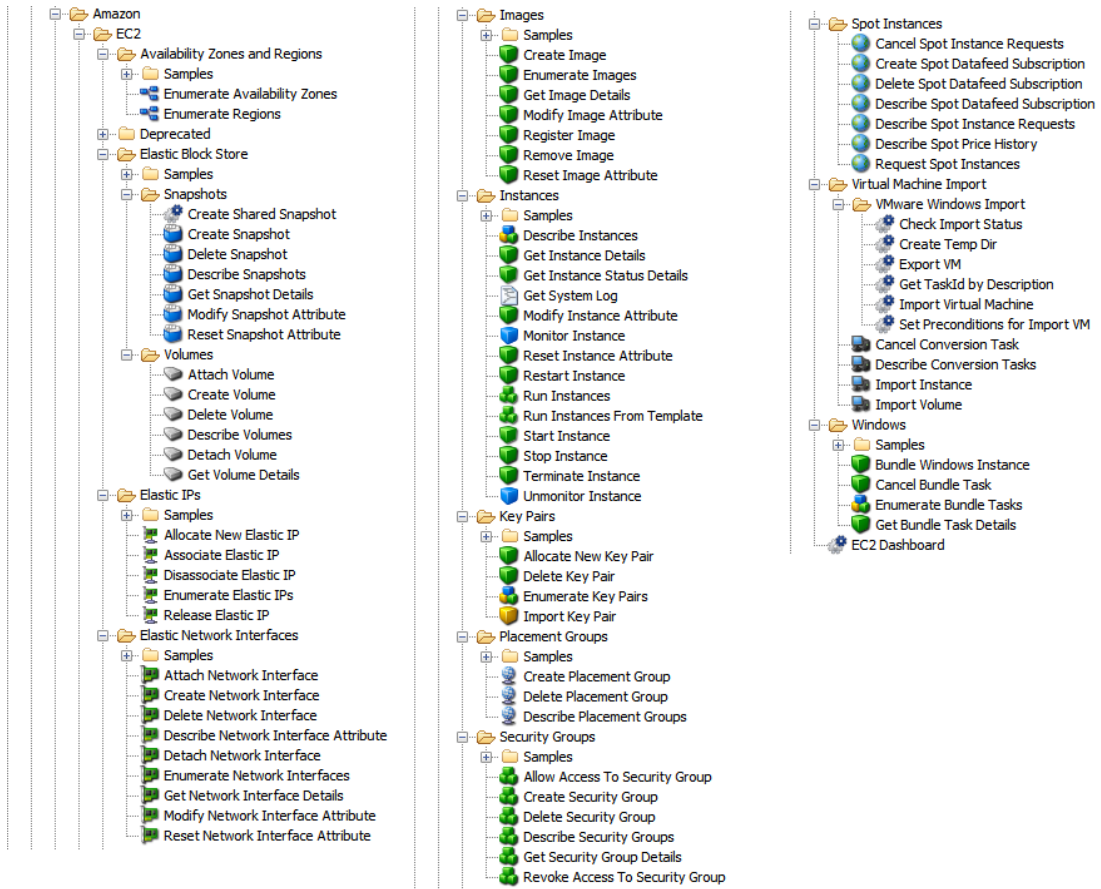 Amazon
EC2
Availability Zones and Regions
Samples
Enumerate Availability Zones
Enumerate Regions
Deprecated
Elastic Block Store
Samples
Snapshots
Create Shared Snapshot
Create Snapshot
Delete Snapshot
Describe Snapshots
Get Snapshot Details
Modify Snapshot Attribute
Reset Snapshot Attribute
Volumes
Attach Volume
Create Volume
Delete Volume
Describe Volumes
Detach Volume
Get Volume Details
Elastic IPs
Samples
Allocate New Elastic IP
Associate Elastic IP
Disassociate Elastic IP
Enumerate Elastic IPs
Release Elastic IP
Elastic Network Interfaces
Samples
Attach Network Interface
Create Network Interface
Delete Network Interface
Describe Network Interface Attribute
Detach Network Interface
Enumerate Network Interfaces
Get Network Interface Details
Modify Network Interface Attribute
Reset Network Interface Attribute
Images
Samples
Create Image
Enumerate Images
Get Image Details
Modify Image Attribute
Register Image
Remove Image
Reset Image Attribute
Instances
Samples
Describe Instances
Get Instance Details
Get Instance Status Details
Get System Log
Modify Instance Attribute
Monitor Instance
Reset Instance Attribute
Restart Instance
Run Instances
Run Instances From Template
Start Instance
Stop Instance
Terminate Instance
Unmonitor Instance
Key Pairs
Samples
Allocate New Key Pair
Delete Key Pair
Enumerate Key Pairs
Import Key Pair
Placement Groups
Samples
Create Placement Group
Delete Placement Group
Describe Placement Groups
Security Groups
Samples
Allow Access To Security Group
Create Security Group
Delete Security Group
Describe Security Groups
Get Security Group Details
Revoke Access To Security Group
Spot Instances
Cancel Spot Instance Requests
Create Spot Datafeed Subscription
Delete Spot Datafeed Subscription
Describe Spot Datafeed Subscription
Describe Spot Instance Requests
Describe Spot Price History
Request Spot Instances
Virtual Machine Import
VMware Windows Import
Check Import Status
Create Temp Dir
Export VM
Get TaskId by Description
Import Virtual Machine
Set Preconditions for Import VM
Cancel Conversion Task
Describe Conversion Tasks
Import Instance
Import Volume
Windows
Samples
Bundle Windows Instance
Cancel Bundle Task
Enumerate Bundle Tasks
Get Bundle Task Details
EC2 Dashboard